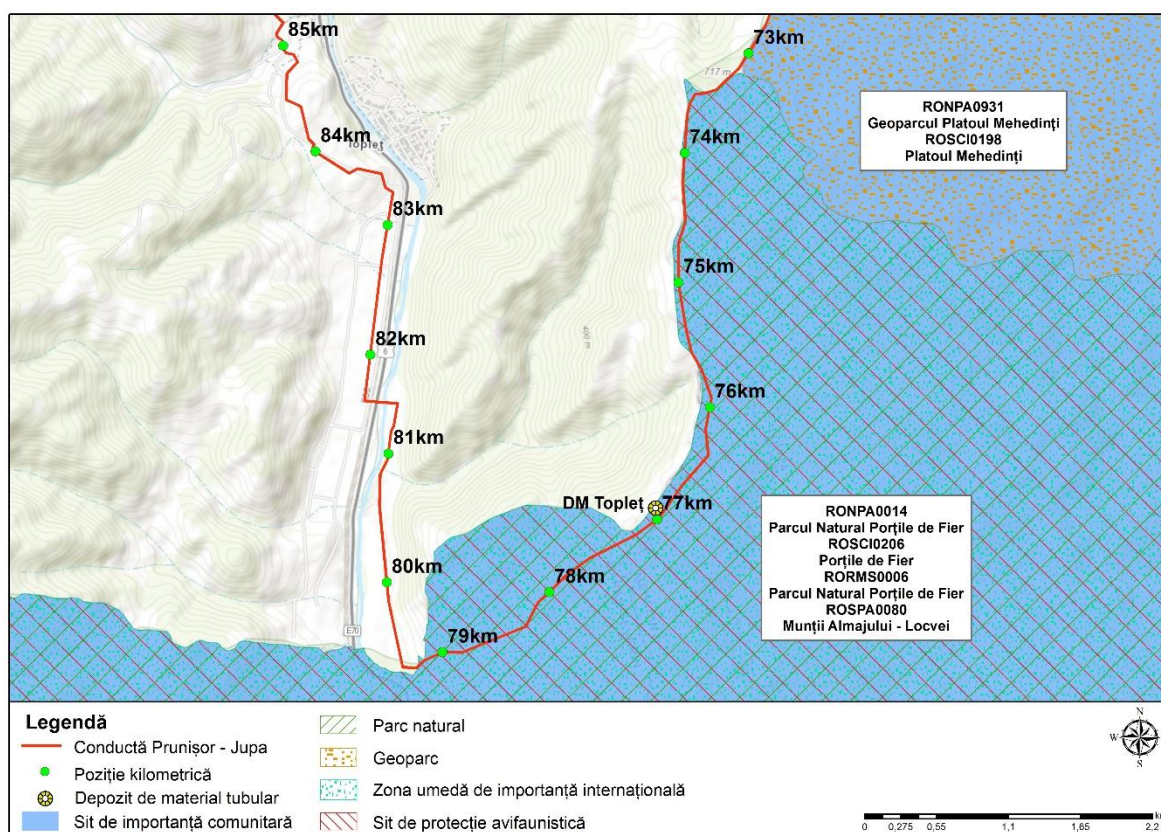 85km
73km
717 m
RONPA0931
Geoparcul Platoul Mehedinți
ROSCI0198
Platoul Mehedinți
84km
Topleț
74km
83km
75km
82km
6
400 m
76km
81km
DM Topleț
77km
RONPA0014
Parcul Natural Porțile de Fier
ROSCI0206
Porțile de Fier
RORMS0006
Parcul Natural Porțile de Fier
ROSPA0080
Munții Almajului - Locvei
80km
78km
E70
79km
Legendă
Conductă Prunișor - Jupa
Poziție kilometrică
Depozit de material tubular
Sit de importanță comunitară
Parc natural
Geoparc
Zona umedă de importanță internațională
Sit de protecție avifaunistică
N
W E
S
0 0,275 0,55 1,1 1,65 2,2